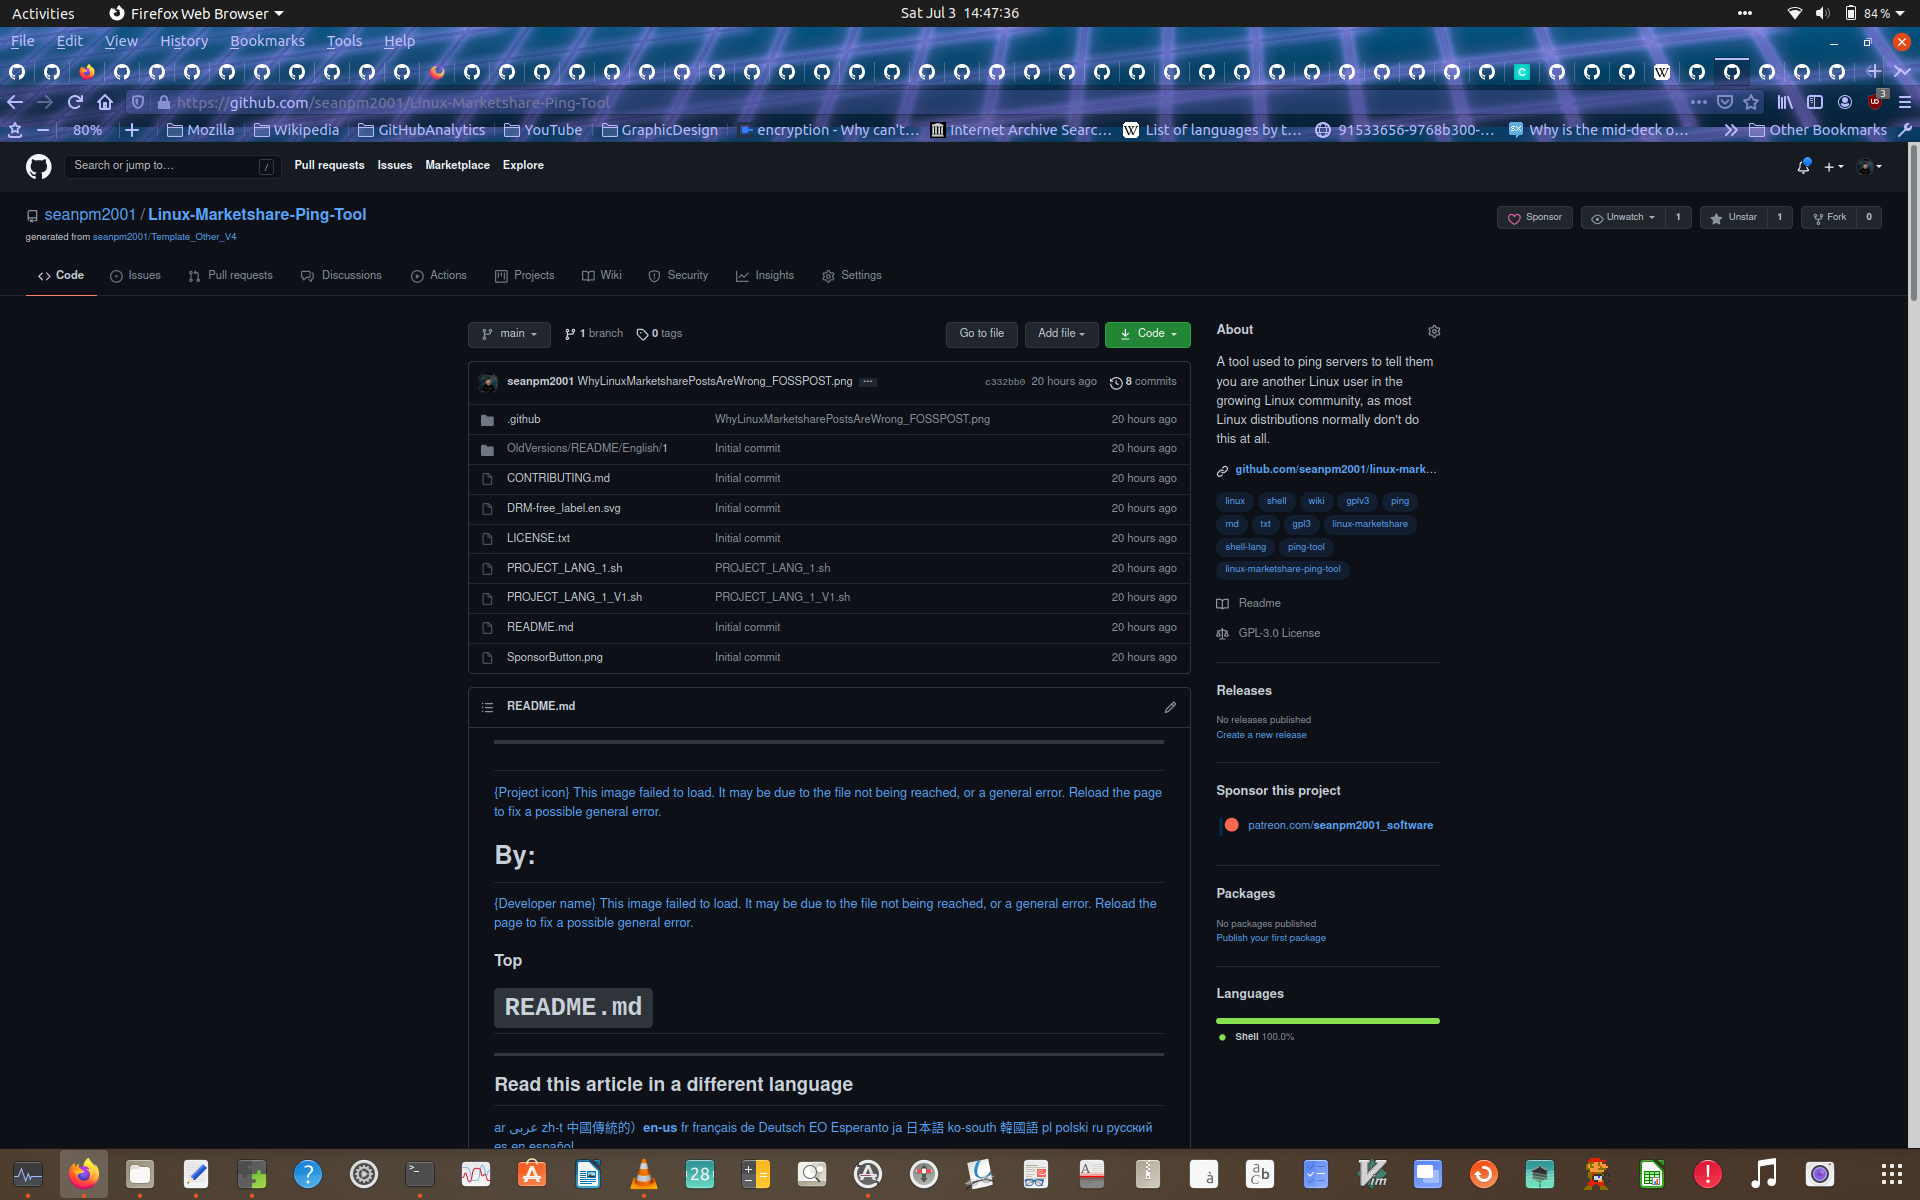 Activities
Firefox Web Browser
Sat Jul 3 14:47:36
84 %
File Edit View History Bookmarks Tools Help
https://github.com/seanpm2001/Linux-Marketshare-Ping-Tool
3
80%
Mozilla
Wikipedia
GitHubAnalytics
YouTube
GraphicDesign
encryption - Why can't…
Internet Archive Searc…
List of languages by t…
91533656-9768b300-…
Why is the mid-deck o…
Other Bookmarks
Search or jump to…
/
Pull requests Issues Marketplace Explore
seanpm2001 / Linux-Marketshare-Ping-Tool
generated from seanpm2001/Template_Other_V4
Sponsor
Unwatch 1
Unstar 1
Fork 0
Code Issues Pull requests Discussions Actions Projects Wiki Security Insights Settings
main
1 branch
0 tags
Go to file
Add file
Code
seanpm2001 WhyLinuxMarketsharePostsAreWrong_FOSSPOST.png ...
c332bb0 20 hours ago
8 commits
.github WhyLinuxMarketsharePostsAreWrong_FOSSPOST.png 20 hours ago
OldVersions/README/English/1 Initial commit 20 hours ago
CONTRIBUTING.md Initial commit 20 hours ago
DRM-free_label.en.svg Initial commit 20 hours ago
LICENSE.txt Initial commit 20 hours ago
PROJECT_LANG_1.sh PROJECT_LANG_1.sh 20 hours ago
PROJECT_LANG_1_V1.sh PROJECT_LANG_1_V1.sh 20 hours ago
README.md Initial commit 20 hours ago
SponsorButton.png Initial commit 20 hours ago
README.md
{Project icon} This image failed to load. It may be due to the file not being reached, or a general error. Reload the page
to fix a possible general error.
By:
{Developer name} This image failed to load. It may be due to the file not being reached, or a general error. Reload the
page to fix a possible general error.
Top
README.md
Read this article in a different language
ar عربى zh-t 中國傳統的）en-us fr français de Deutsch EO Esperanto ja 日本語 ko-south 韓國語 pl polski ru русский
es en español
About
A tool used to ping servers to tell them
you are another Linux user in the
growing Linux community, as most
Linux distributions normally don't do
this at all.
github.com/seanpm2001/linux-mark…
linux shell wiki gplv3 ping
md txt gpl3 linux-marketshare
shell-lang ping-tool
linux-marketshare-ping-tool
Readme
GPL-3.0 License
Releases
No releases published
Create a new release
Sponsor this project
patreon.com/seanpm2001_software
Packages
No packages published
Publish your first package
Languages
Shell 100.0%
28